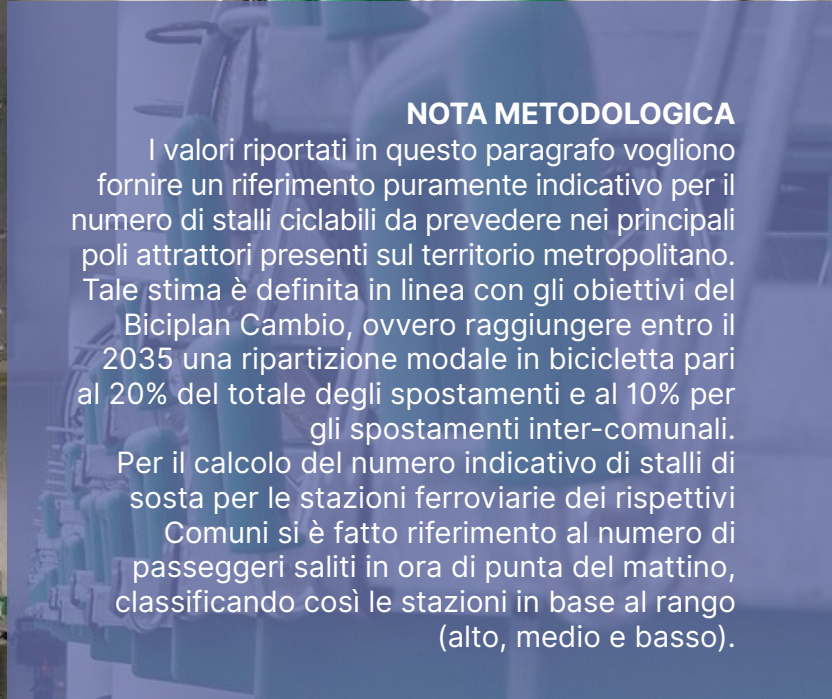 NOTA METODOLOGICA
I valori riportati in questo paragrafo vogliono
fornire un riferimento puramente indicativo per il
numero di stalli ciclabili da prevedere nei principali
poli attrattori presenti sul territorio metropolitano.
Tale stima è definita in linea con gli obiettivi del
Biciplan Cambio, ovvero raggiungere entro il
2035 una ripartizione modale in bicicletta pari
al 20% del totale degli spostamenti e al 10% per
gli spostamenti inter-comunali.
Per il calcolo del numero indicativo di stalli di
sosta per le stazioni ferroviarie dei rispettivi
Comuni si è fatto riferimento al numero di
passeggeri saliti in ora di punta del mattino,
classificando così le stazioni in base al rango
(alto, medio e basso).